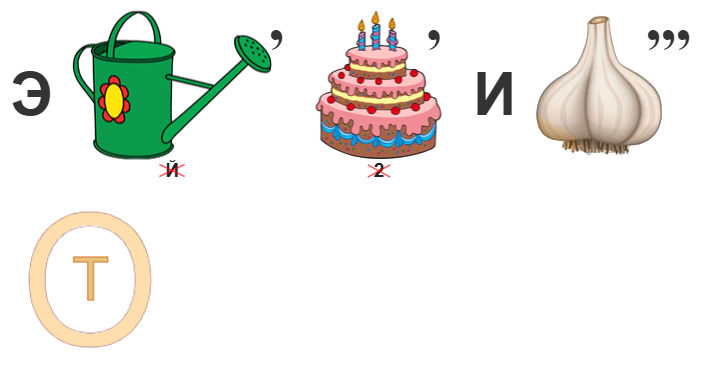 Э , , И ,,,
Й 2
О Т